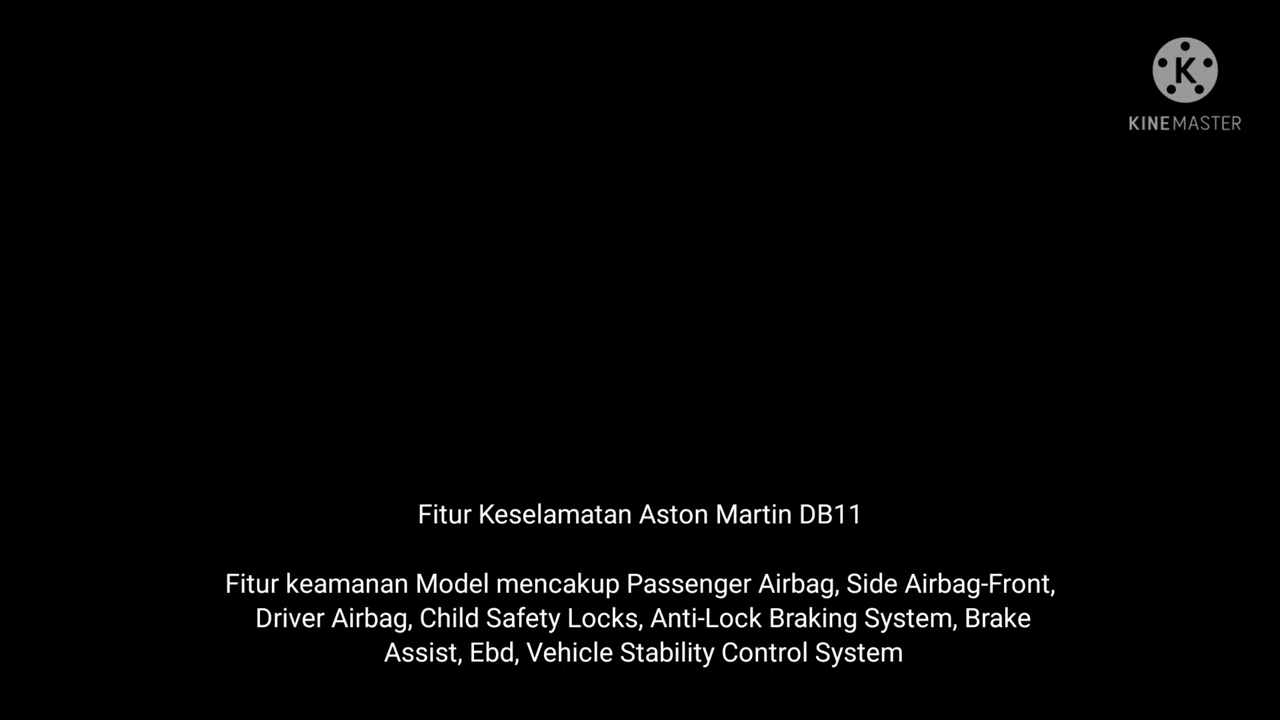 K
KINEMASTER
Fitur Keselamatan Aston Martin DB11
Fitur keamanan Model mencakup Passenger Airbag, Side Airbag-Front,
Driver Airbag, Child Safety Locks, Anti-Lock Braking System, Brake
Assist, Ebd, Vehicle Stability Control System